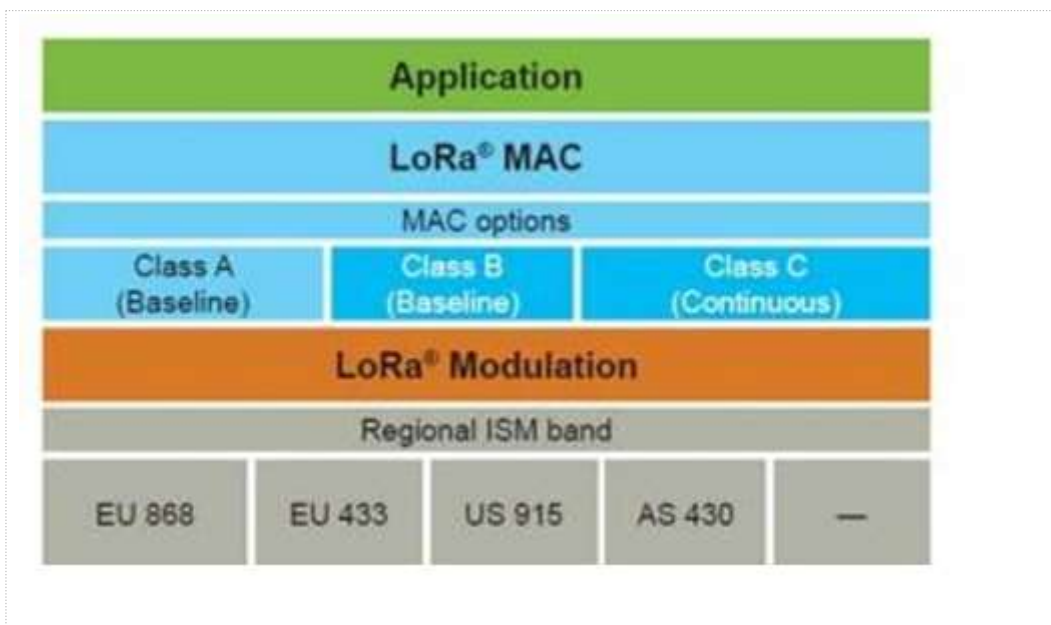 Application
LoRa® MAC
MAC options
Class A
(Baseline)
Class B
(Baseline)
Class C
(Continuous)
LoRa® Modulation
Regional ISM band
EU 868
EU 433
US 915
AS 430
—